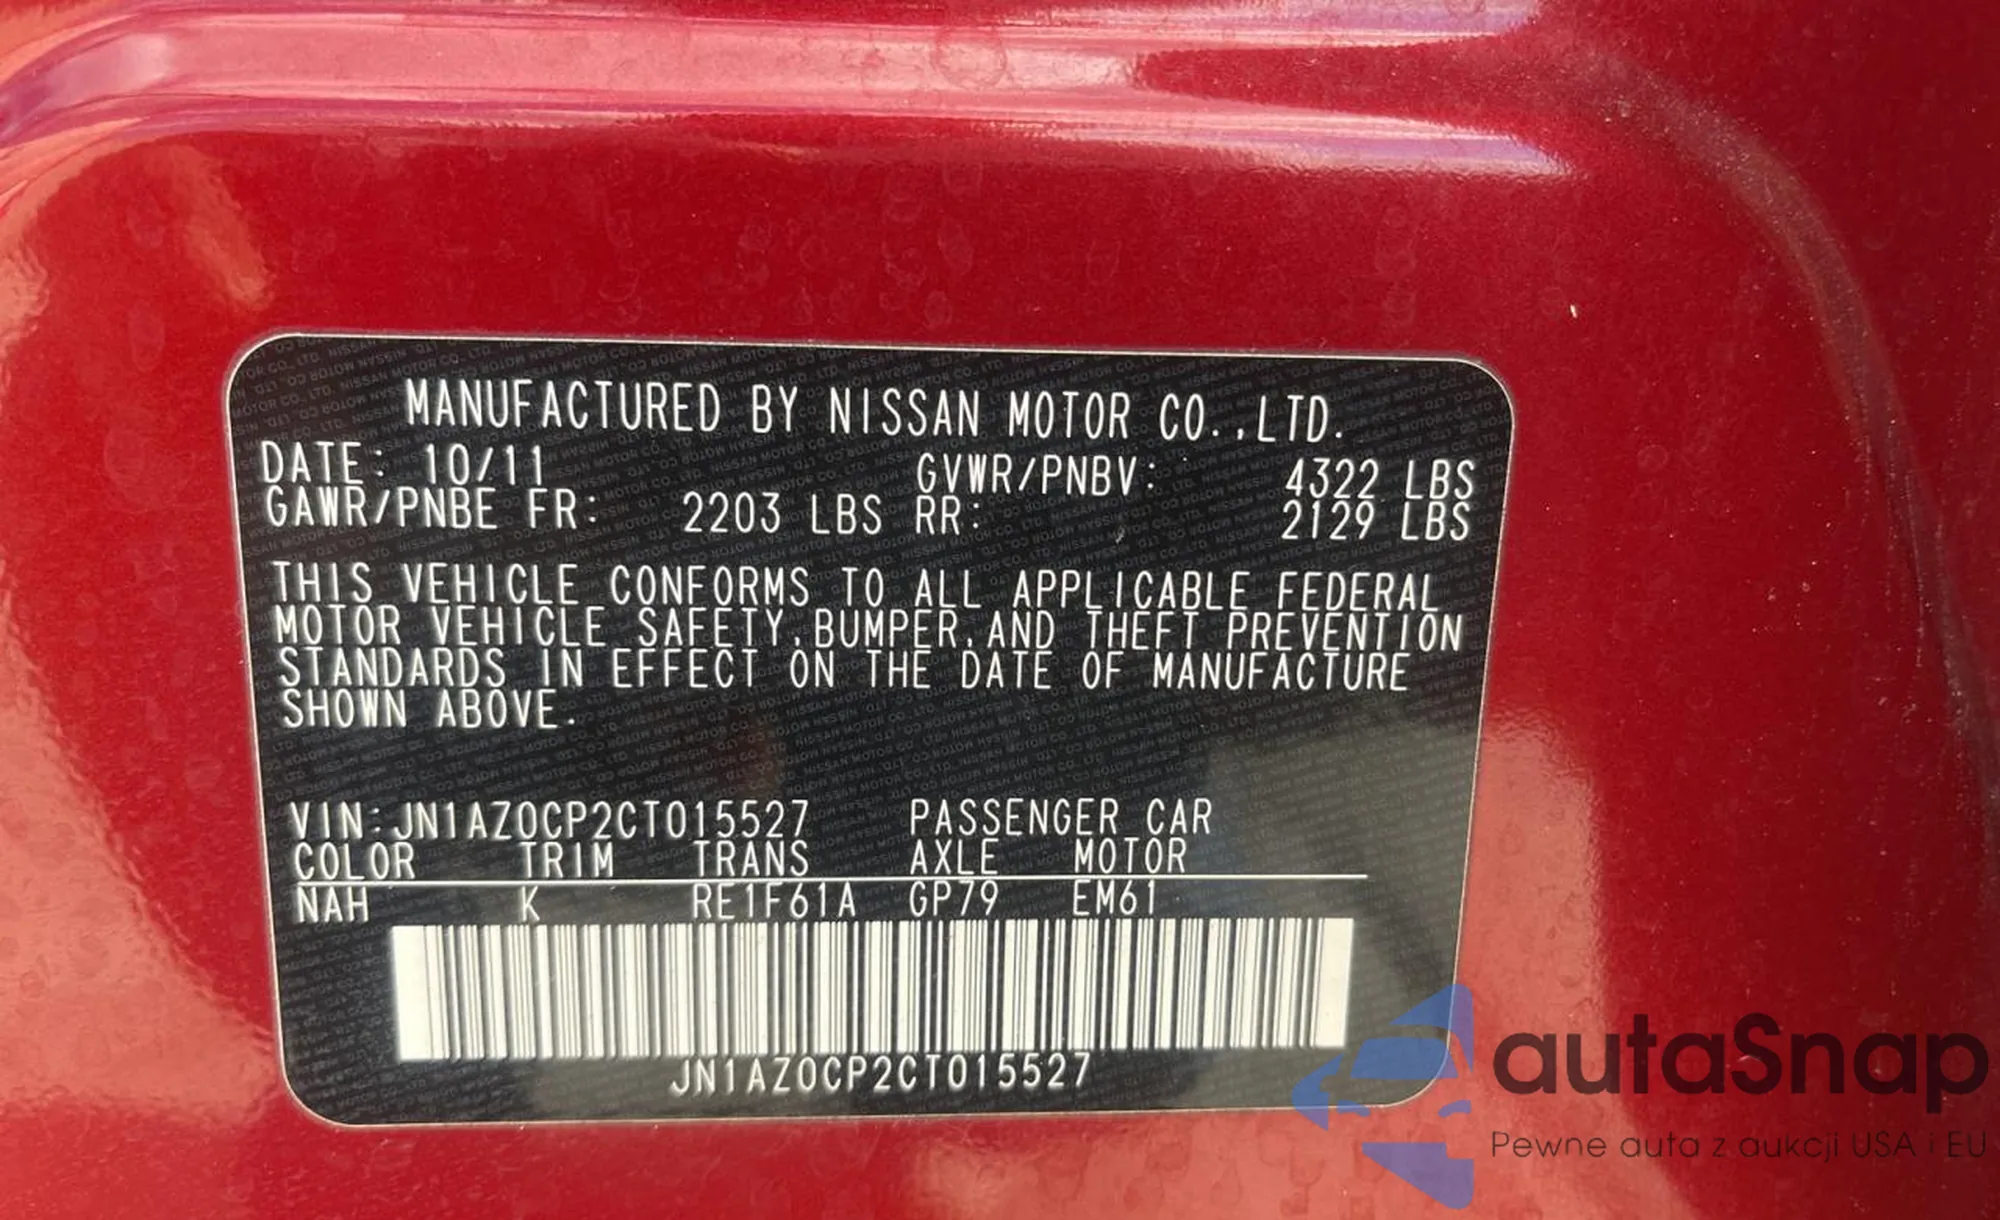 MANUFACTURED BY NISSAN MOTOR CO.,LTD.
DATE: 10/11 GVWR/PNBV: 4322 LBS
GAWR/PNBE FR: 2203 LBS RR: 2129 LBS
THIS VEHICLE CONFORMS TO ALL APPLICABLE FEDERAL
MOTOR VEHICLE SAFETY,BUMPER,AND THEFT PREVENTION
STANDARDS IN EFFECT ON THE DATE OF MANUFACTURE
SHOWN ABOVE.
VIN:JN1AZ0CP2CT015527 PASSENGER CAR
COLOR TRIM TRANS AXLE MOTOR
NAH K RE1F61A GP79 EM61
JN1AZ0CP2CT015527
autaSnap
Pewne auta z aukcji USA i EU